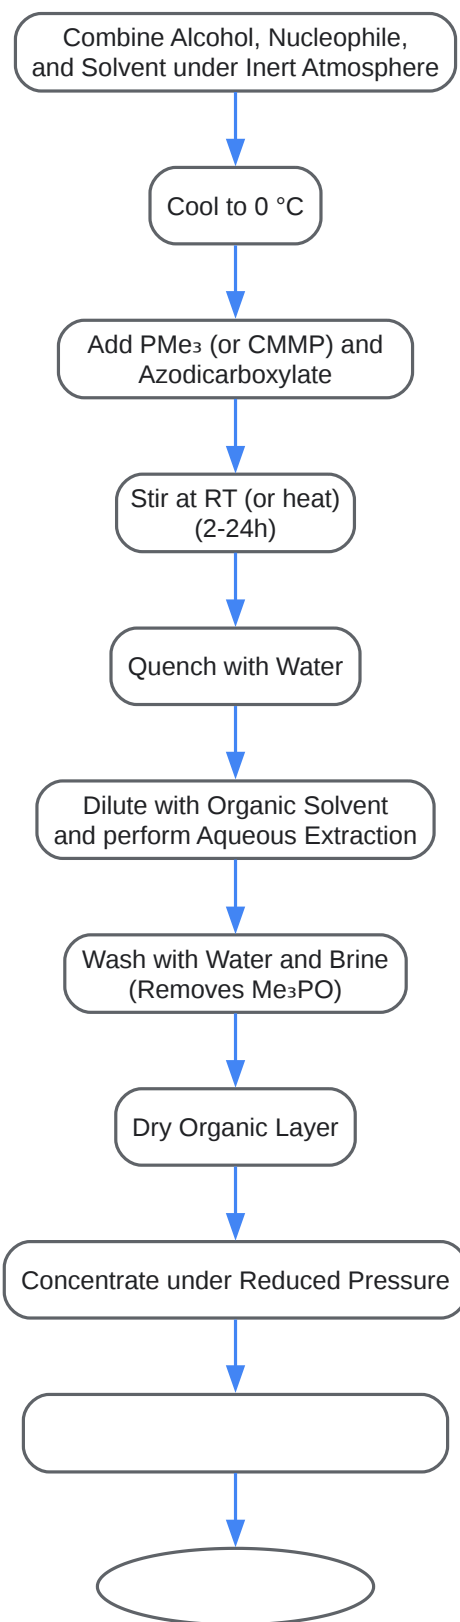 Combine Alcohol, Nucleophile,
and Solvent under Inert Atmosphere
Cool to 0 °C
Add PMe₃ (or CMMP) and
Azodicarboxylate
Stir at RT (or heat)
(2-24h)
Quench with Water
Dilute with Organic Solvent
and perform Aqueous Extraction
Wash with Water and Brine
(Removes Me₃PO)
Dry Organic Layer
Concentrate under Reduced Pressure